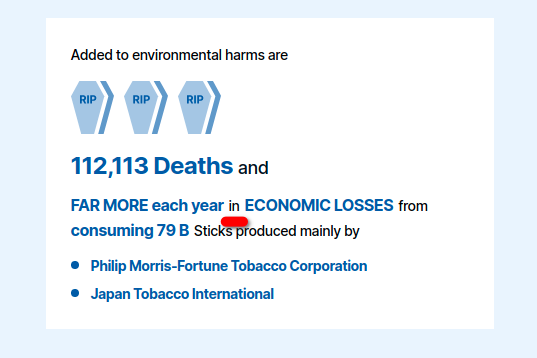 Added to environmental harms are
RIP RIP RIP
112,113 Deaths and
FAR MORE each year in ECONOMIC LOSSES from
consuming 79 B Sticks produced mainly by
Philip Morris-Fortune Tobacco Corporation
Japan Tobacco International